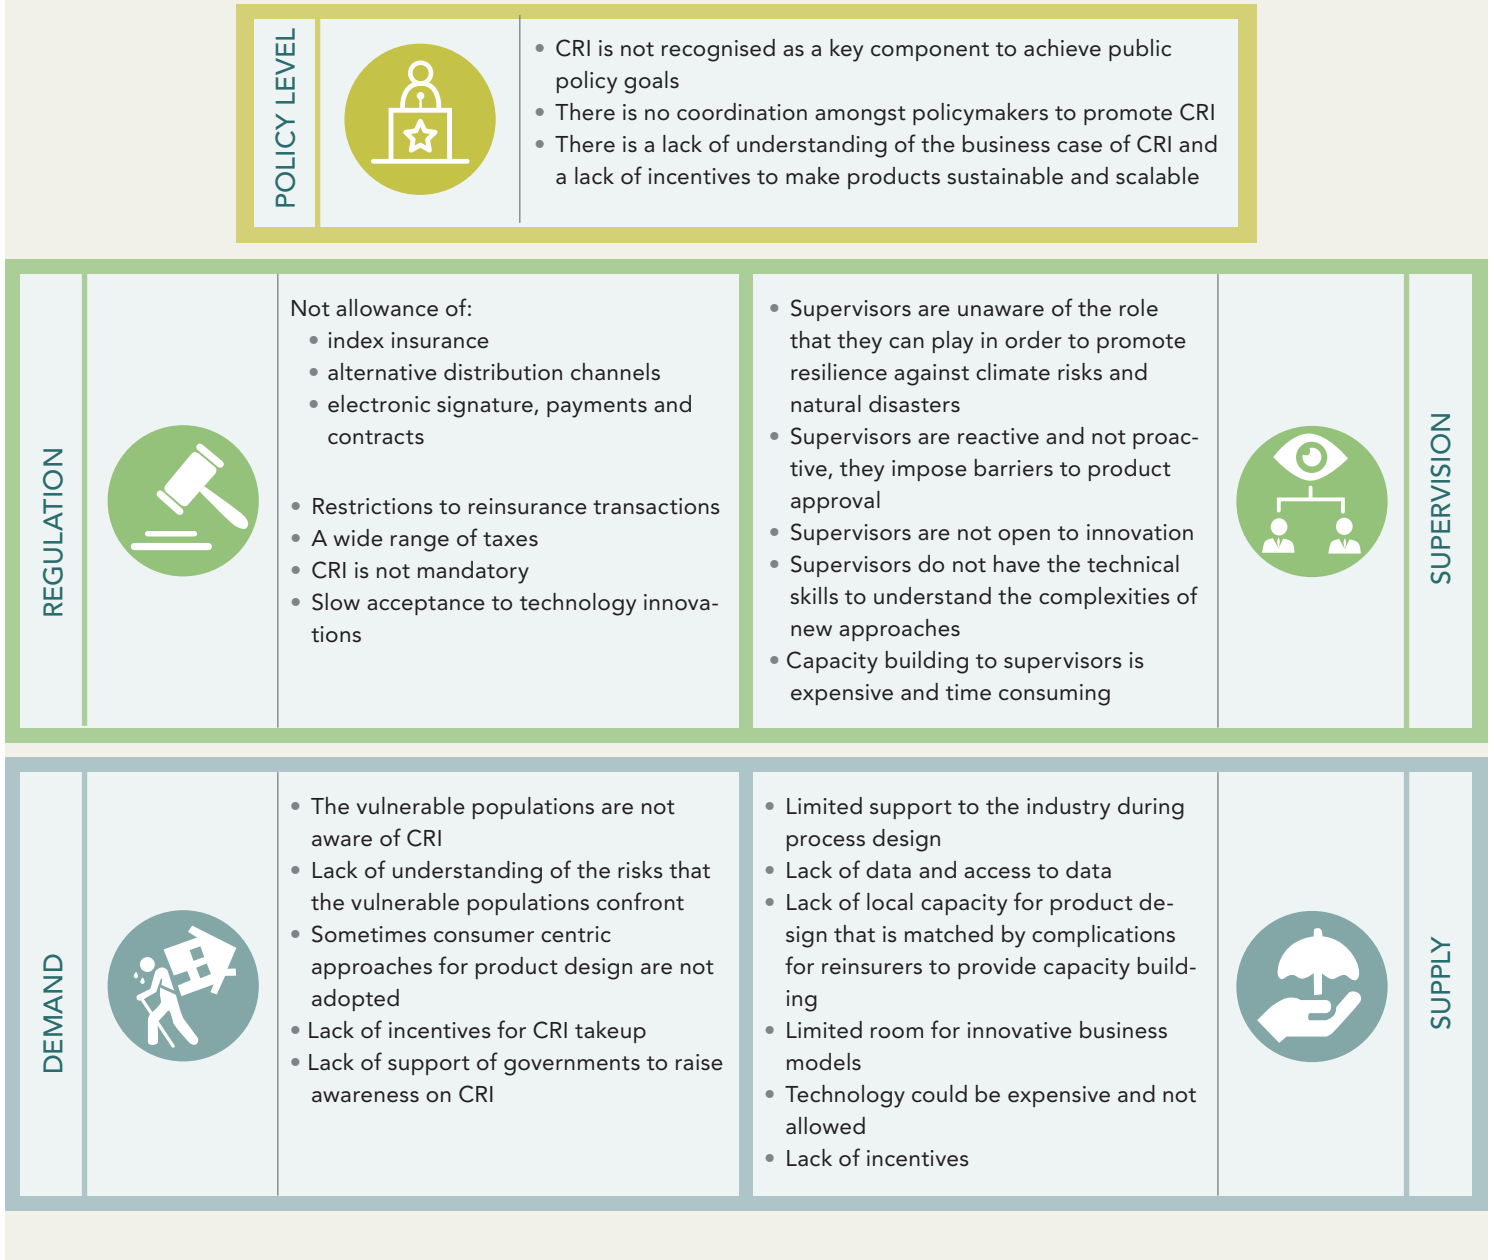 POLICY LEVEL
• CRI is not recognised as a key component to achieve public
policy goals
• There is no coordination amongst policymakers to promote CRI
• There is a lack of understanding of the business case of CRI and
a lack of incentives to make products sustainable and scalable
REGULATION
Not allowance of:
• index insurance
• alternative distribution channels
• electronic signature, payments and
contracts
• Restrictions to reinsurance transactions
• A wide range of taxes
• CRI is not mandatory
• Slow acceptance to technology innova-
tions
• Supervisors are unaware of the role
that they can play in order to promote
resilience against climate risks and
natural disasters
• Supervisors are reactive and not proac-
tive, they impose barriers to product
approval
• Supervisors are not open to innovation
• Supervisors do not have the technical
skills to understand the complexities of
new approaches
• Capacity building to supervisors is
expensive and time consuming
SUPERVISION
DEMAND
• The vulnerable populations are not
aware of CRI
• Lack of understanding of the risks that
the vulnerable populations confront
• Sometimes consumer centric
approaches for product design are not
adopted
• Lack of incentives for CRI takeup
• Lack of support of governments to raise
awareness on CRI
• Limited support to the industry during
process design
• Lack of data and access to data
• Lack of local capacity for product de-
sign that is matched by complications
for reinsurers to provide capacity build-
ing
• Limited room for innovative business
models
• Technology could be expensive and not
allowed
• Lack of incentives
SUPPLY